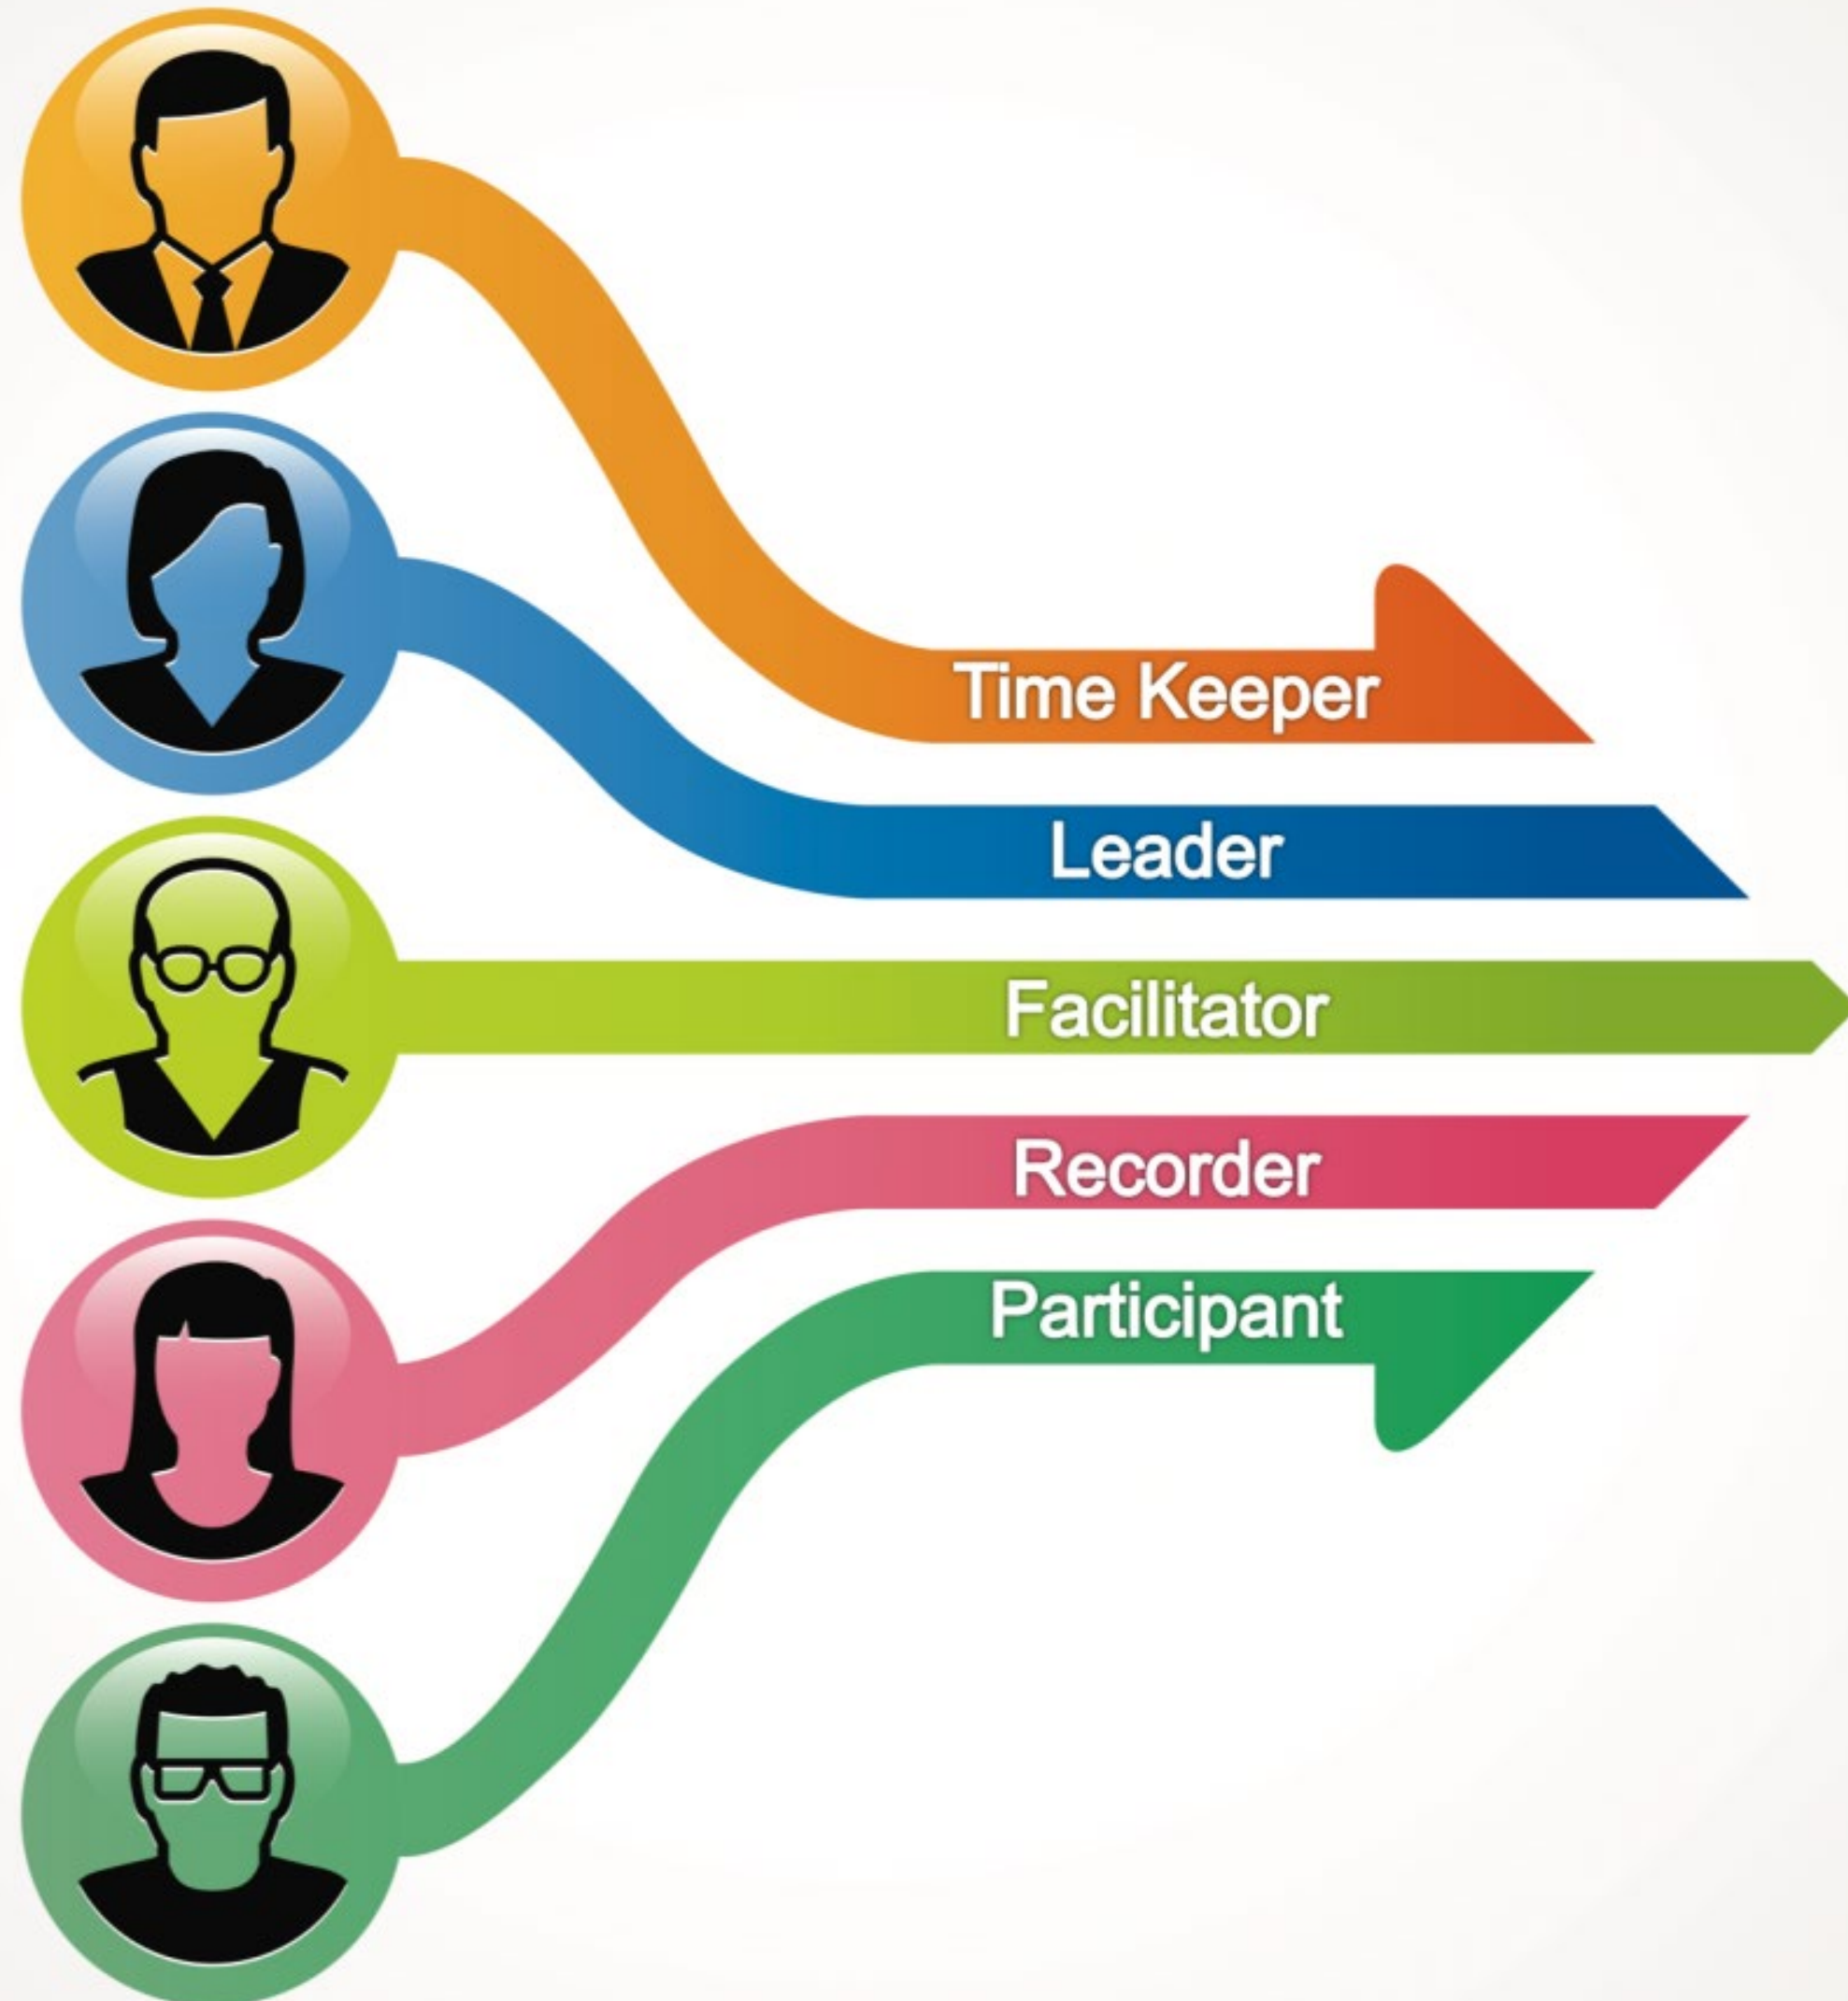 Time Keeper
Leader
Facilitator
Recorder
Participant